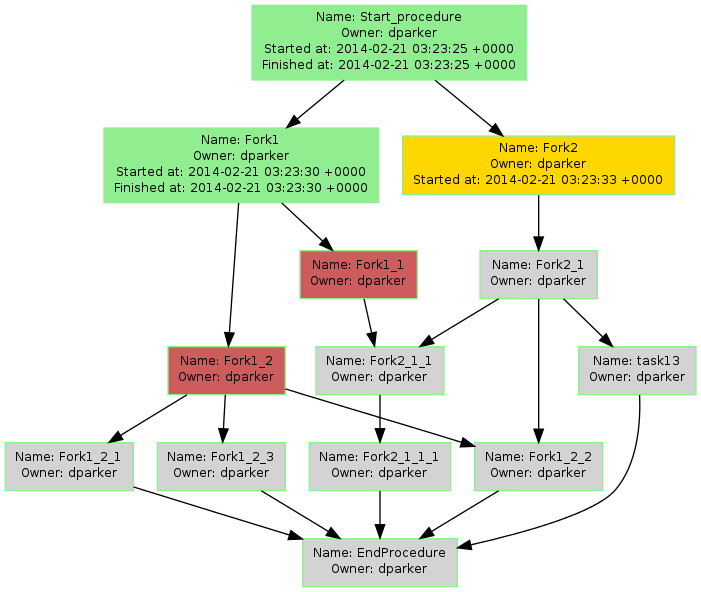 Name: Start_procedure
Owner: dparker
Started at: 2014-02-21 03:23:25 +0000
Finished at: 2014-02-21 03:23:25 +0000
Name: Fork1
Owner: dparker
Started at: 2014-02-21 03:23:30 +0000
Finished at: 2014-02-21 03:23:30 +0000
Name: Fork2
Owner: dparker
Started at: 2014-02-21 03:23:33 +0000
Name: Fork1_1
Owner: dparker
Name: Fork2_1
Owner: dparker
Name: Fork1_2
Owner: dparker
Name: Fork2_1_1
Owner: dparker
Name: task13
Owner: dparker
Name: Fork1_2_1
Owner: dparker
Name: Fork1_2_3
Owner: dparker
Name: Fork2_1_1_1
Owner: dparker
Name: Fork1_2_2
Owner: dparker
Name: EndProcedure
Owner: dparker